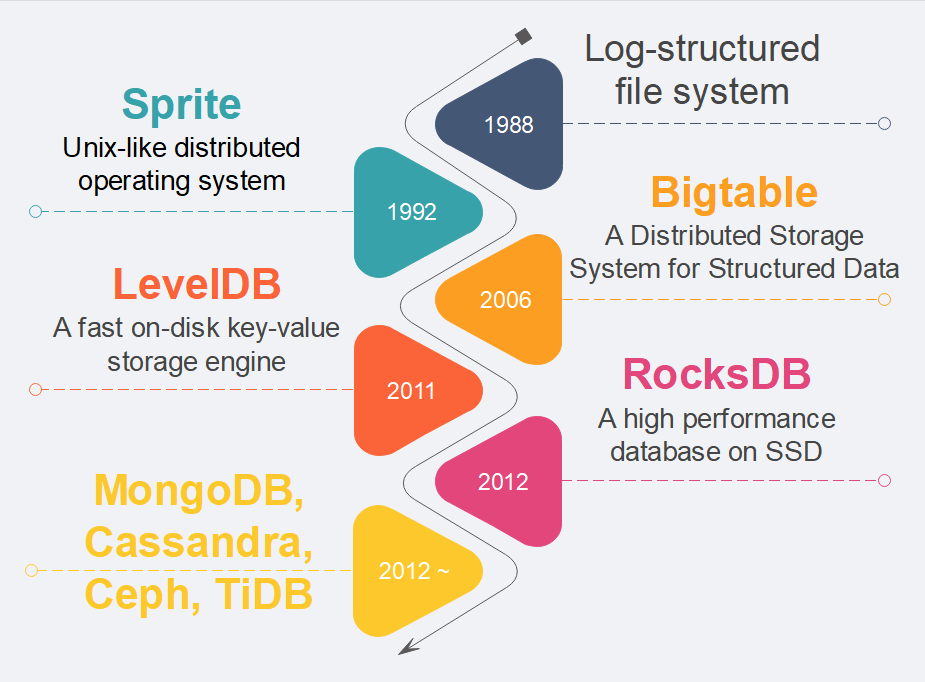 Log-structured
file system
1988
Sprite
Unix-like distributed
operating system
1992
Bigtable
A Distributed Storage
System for Structured Data
2006
LevelDB
A fast on-disk key-value
storage engine
2011
RocksDB
A high performance
database on SSD
2012
MongoDB,
Cassandra,
Ceph, TiDB
2012 ~